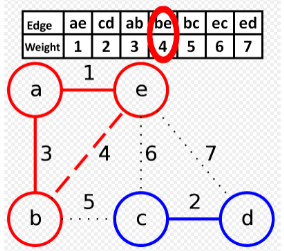 Edge ae cd ab be bc ec ed
Weight 1 2 3 4 5 6 7
1
a e
3 4 6 7
5 2
b c d